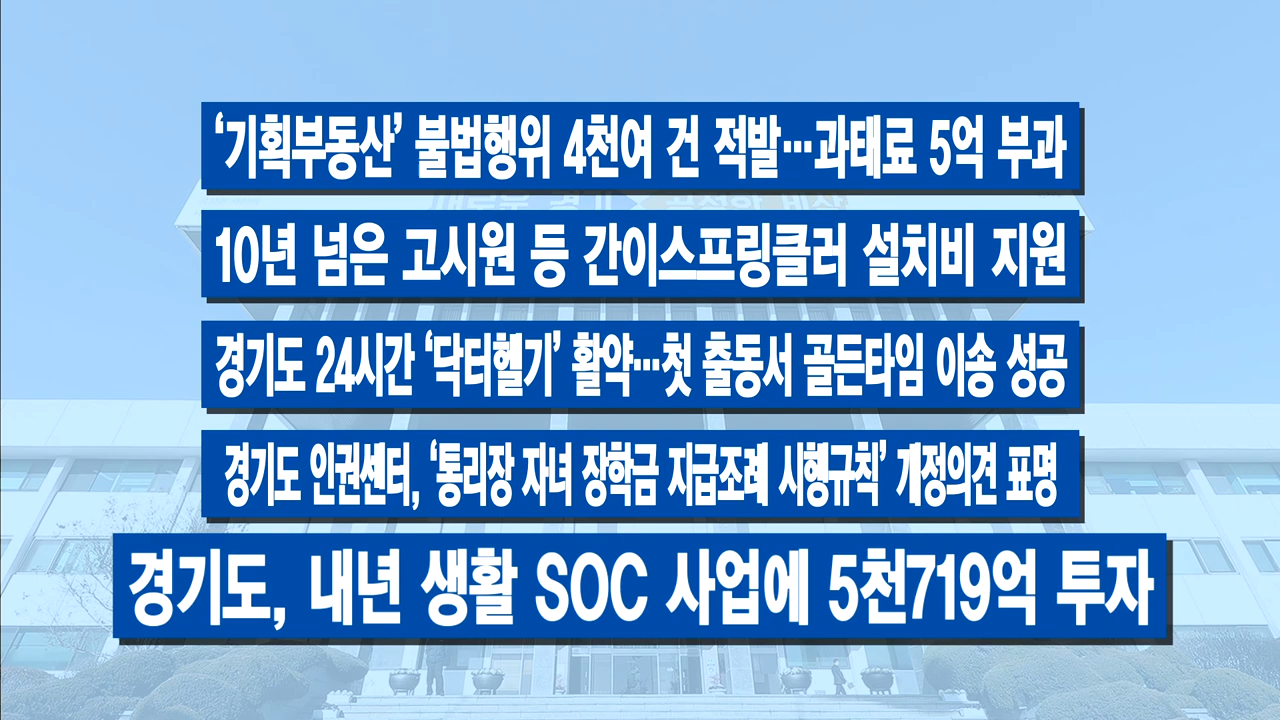 ‘기획부동산’ 불법행위 4천여 건 적발…과태료 5억 부과
10년 넘은 고시원 등 간이스프링클러 설치비 지원
경기도 24시간 ‘닥터헬기’ 활약…첫 출동서 골든타임 이송 성공
경기도 인권센터, ‘통리장 자녀 장학금 지급조례 시행규칙’ 개정의견 표명
경기도, 내년 생활 SOC 사업에 5천719억 투자